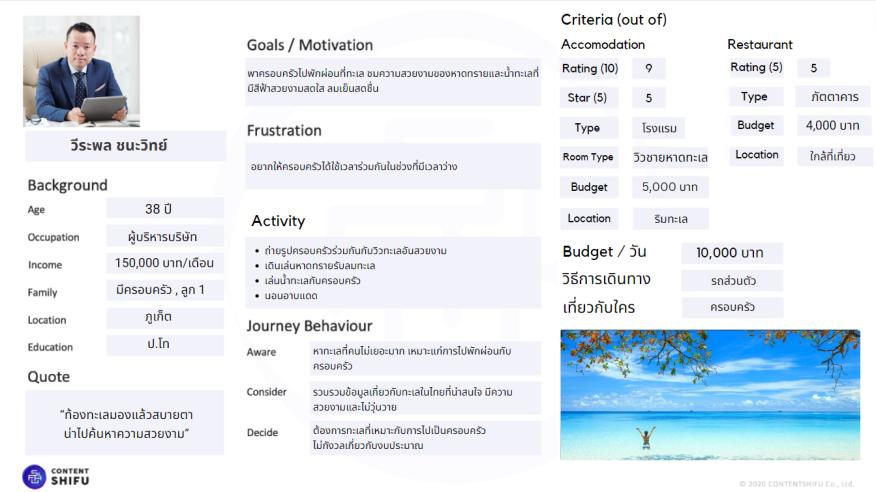 วีระพล ชนะวิทย์
Background
Age 38 ปี
Occupation ผู้บริหารบริษัท
Income 150,000 บาท/เดือน
Family มีครอบครัว , ลูก 1
Location ภูเก็ต
Education ป.โท
Quote
“ท้องทะเลมองแล้วสบายตา
น่าไปค้นหาความสวยงาม”
CONTENT
SHIFU
Goals / Motivation
พาครอบครัวไปพักผ่อนที่ทะเล ชมความสวยงามของหาดทรายและน้ำทะเลที่
มีสีฟ้าสวยงามสดใส ลมเย็นสดชื่น
Frustration
อยากให้ครอบครัวได้ใช้เวลาร่วมกันในช่วงที่มีเวลาว่าง
Activity
• ถ่ายรูปครอบครัวร่วมกันกับวิวทะเลอันสวยงาม
• เดินเล่นหาดทรายรับลมทะเล
• เล่นน้ำทะเลกับครอบครัว
• นอนอาบแดด
Journey Behaviour
Aware หาทะเลที่คนไม่เยอะมาก เหมาะแก่การไปพักผ่อนกับ
ครอบครัว
Consider รวบรวมข้อมูลเกี่ยวกับทะเลในไทยที่น่าสนใจ มีความ
สวยงามและไม่วุ่นวาย
Decide ต้องการทะเลที่เหมาะกับการไปเป็นครอบครัว
ไม่กังวลเกี่ยวกับงบประมาณ
Criteria (out of)
Accomodation
Rating (10) 9
Star (5) 5
Type โรงแรม
Room Type วิวชายหาดทะเล
Budget 5,000 บาท
Location ริมทะเล
Restaurant
Rating (5) 5
Type ภัตตาคาร
Budget 4,000 บาท
Location ใกล้ที่เที่ยว
Budget / วัน 10,000 บาท
วิธีการเดินทาง รถส่วนตัว
เที่ยวกับใคร ครอบครัว
© 2020 CONTENTSHIFU Co., Ltd.